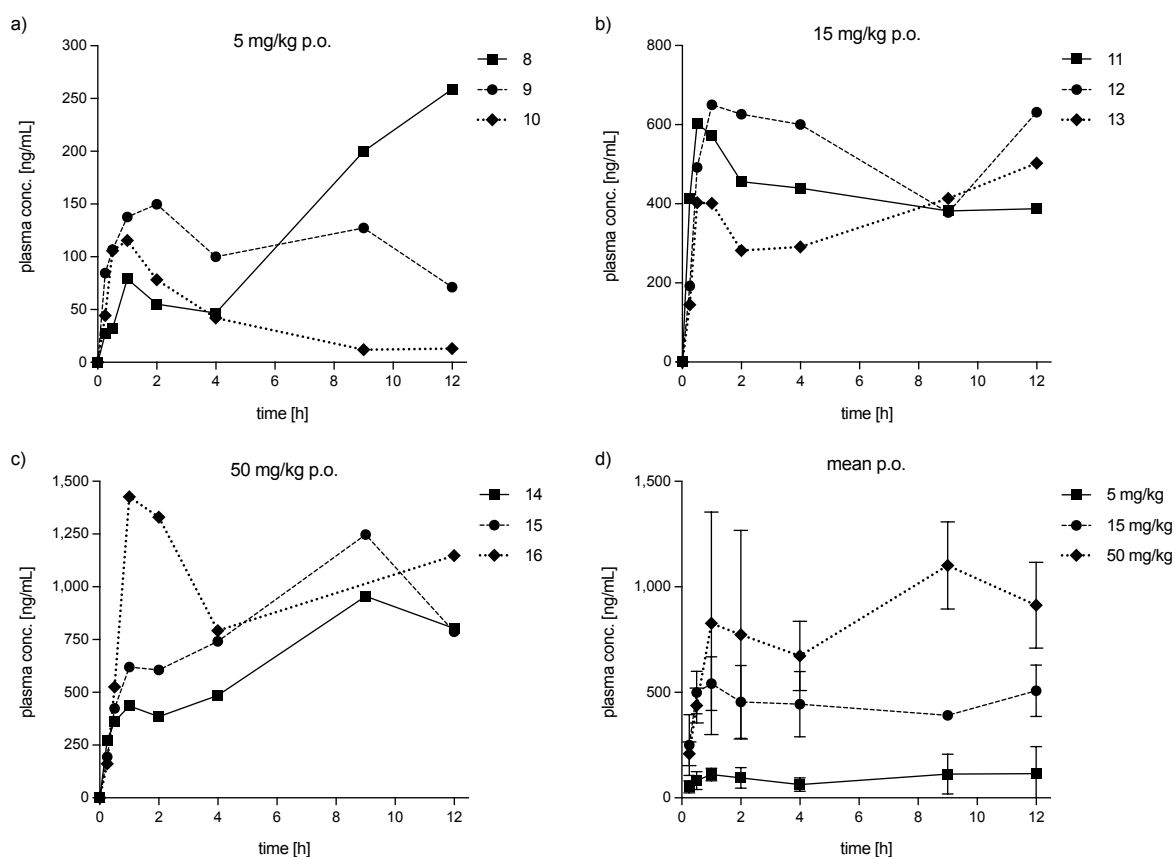 a)
5 mg/kg p.o.
300
250
200
150
100
50
0
plasma conc. [ng/mL]
0 2 4 6 8 10 12
time [h]
8
9
10
b)
15 mg/kg p.o.
800
600
400
200
0
plasma conc. [ng/mL]
0 2 4 6 8 10 12
time [h]
11
12
13
c)
50 mg/kg p.o.
1,500
1,250
1,000
750
500
250
0
plasma conc. [ng/mL]
0 2 4 6 8 10 12
time [h]
14
15
16
d)
mean p.o.
1,500
1,000
500
0
plasma conc. [ng/mL]
0 2 4 6 8 10 12
time [h]
5 mg/kg
15 mg/kg
50 mg/kg